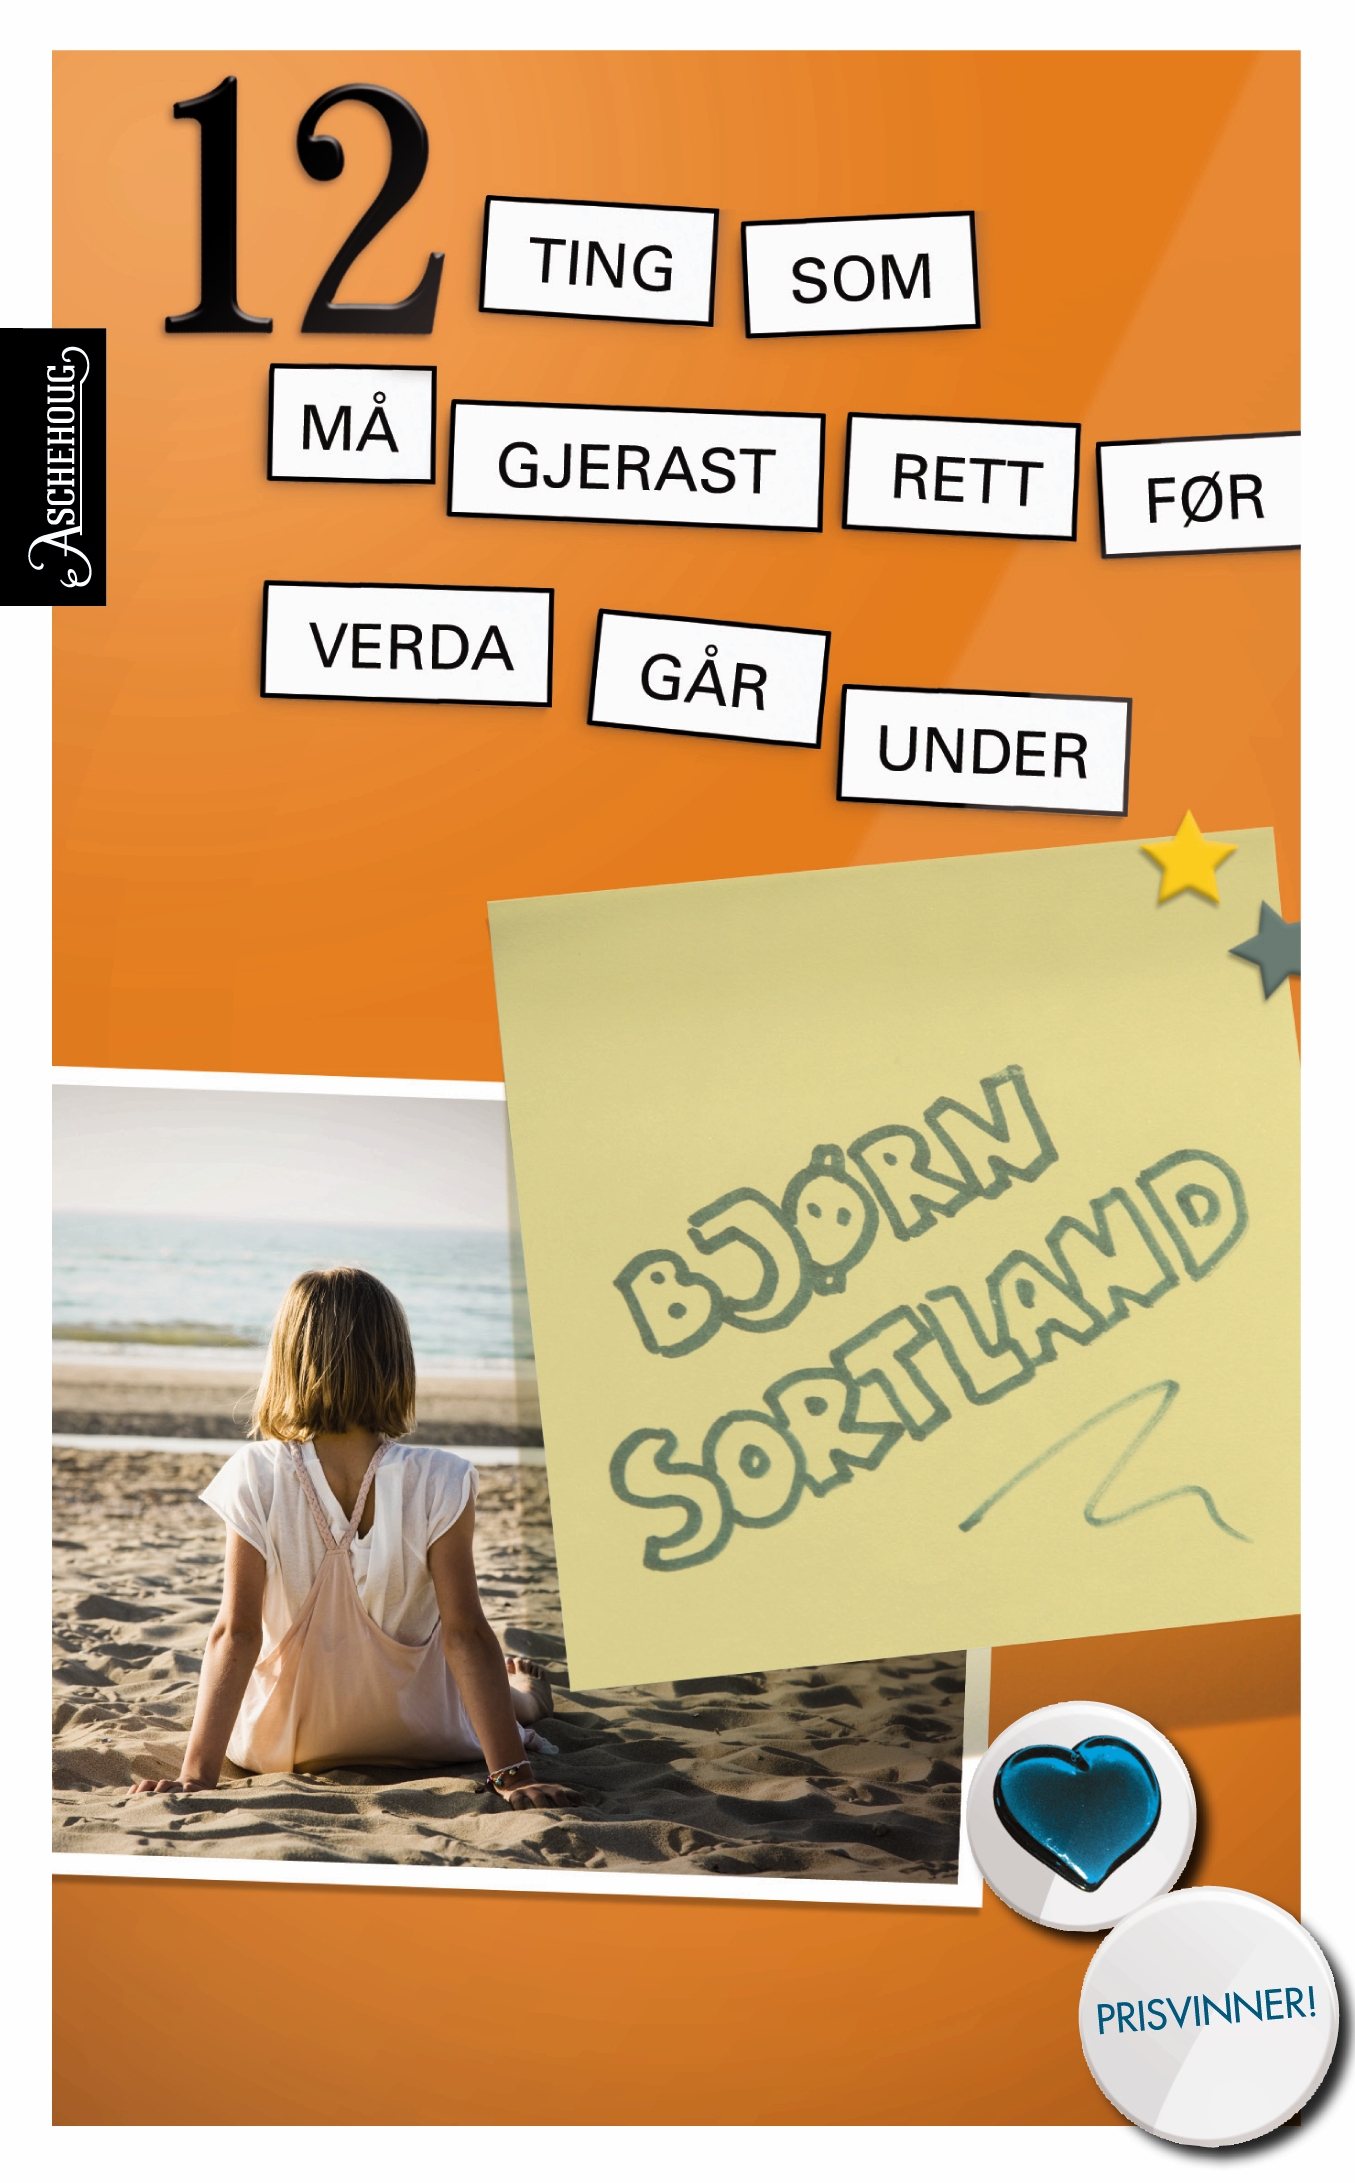 12 TING SOM
MÅ GJERAST RETT FØR
VERDA GÅR UNDER
ASCHEHOUG
BJØRN
SORTLAND
PRISVINNER!